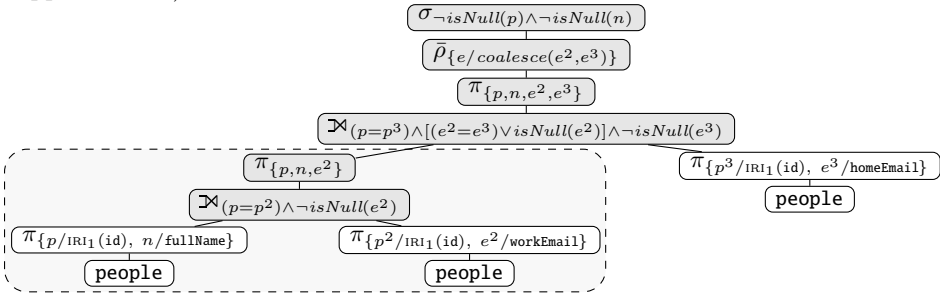 σ¬isNull(p)∧¬isNull(n)
ρ̄{e/coalesce(e²,e³)}
π{p,n,e²,e³}
⟕(p=p³)∧[(e²=e³)∨isNull(e²)]∧¬isNull(e³)
π{p,n,e²}
π{p³/IRI₁(id), e³/homeEmail}
⟕(p=p²)∧¬isNull(e²)
people
π{p/IRI₁(id), n/fullName}
π{p²/IRI₁(id), e²/workEmail}
people
people